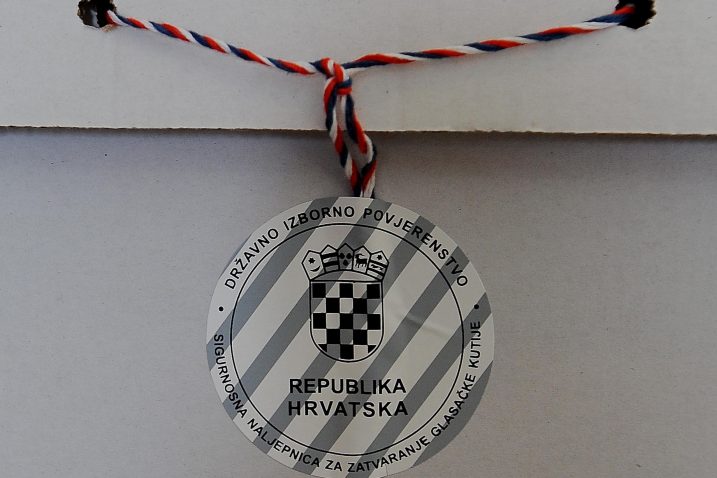 DRŽAVNO IZBORNO POVJERENSTVO
REPUBLIKA
HRVATSKA
SIGURNOSNA NALJEPNICA ZA ZATVARANJE GLASAČKE KUTIJE